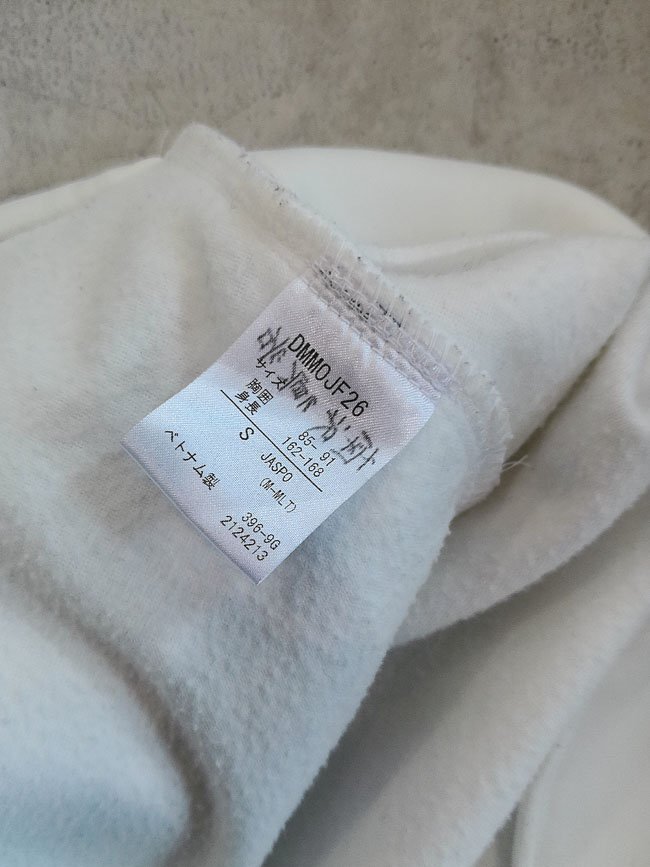 DMMOJF26
サイズ
胸囲 85- 91
身長 162-168
S JASPO
(M-MLT)
ベトナム製
396-9G
2124213